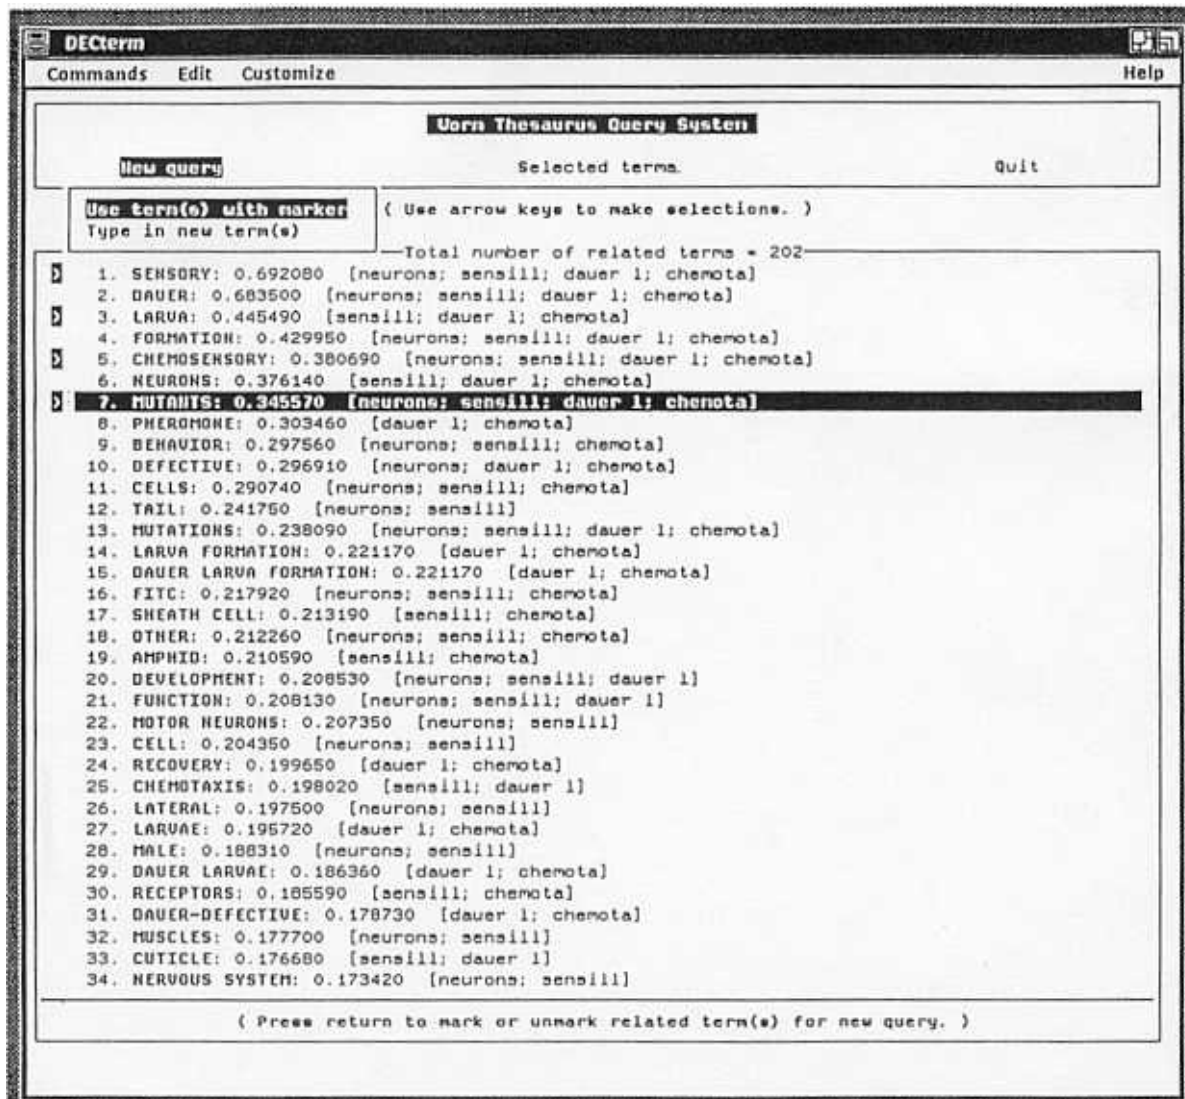 DECterm
Commands Edit Customize Help
Worm Thesaurus Query System
New query Selected terms Quit
Use term(s) with marker ( Use arrow keys to make selections. )
Type in new term(s)
Total number of related terms = 202
> 1. SENSORY: 0.692080 [neurons; sensill; dauer l; chemota]
2. DAUER: 0.683500 [neurons; sensill; dauer l; chemota]
> 3. LARVA: 0.445490 [sensill; dauer l; chemota]
4. FORMATION: 0.429950 [neurons; sensill; dauer l; chemota]
> 5. CHEMOSENSORY: 0.380690 [neurons; sensill; dauer l; chemota]
6. NEURONS: 0.376140 [sensill; dauer l; chemota]
> 7. MUTANTS: 0.345570 [neurons; sensill; dauer l; chemota]
8. PHEROMONE: 0.303460 [dauer l; chemota]
9. BEHAVIOR: 0.297560 [neurons; sensill; chemota]
10. DEFECTIVE: 0.296910 [neurons; dauer l; chemota]
11. CELLS: 0.290740 [neurons; sensill; chemota]
12. TAIL: 0.241750 [neurons; sensill]
13. MUTATIONS: 0.238090 [neurons; sensill; dauer l; chemota]
14. LARVA FORMATION: 0.221170 [dauer l; chemota]
15. DAUER LARVA FORMATION: 0.221170 [dauer l; chemota]
16. FITC: 0.217920 [neurons; sensill; chemota]
17. SHEATH CELL: 0.213190 [sensill; chemota]
18. OTHER: 0.212260 [neurons; sensill; chemota]
19. AMPHID: 0.210590 [sensill; chemota]
20. DEVELOPMENT: 0.208530 [neurons; sensill; dauer l]
21. FUNCTION: 0.208130 [neurons; sensill; dauer l]
22. MOTOR NEURONS: 0.207350 [neurons; sensill]
23. CELL: 0.204350 [neurons; sensill]
24. RECOVERY: 0.199650 [dauer l; chemota]
25. CHEMOTAXIS: 0.198020 [sensill; dauer l]
26. LATERAL: 0.197500 [neurons; sensill]
27. LARVAE: 0.195720 [dauer l; chemota]
28. MALE: 0.188310 [neurons; sensill]
29. DAUER LARVAE: 0.186360 [dauer l; chemota]
30. RECEPTORS: 0.185590 [sensill; chemota]
31. DAUER-DEFECTIVE: 0.178730 [dauer l; chemota]
32. MUSCLES: 0.177700 [neurons; sensill]
33. CUTICLE: 0.176680 [sensill; dauer l]
34. NERVOUS SYSTEM: 0.173420 [neurons; sensill]
( Press return to mark or unmark related term(s) for new query. )